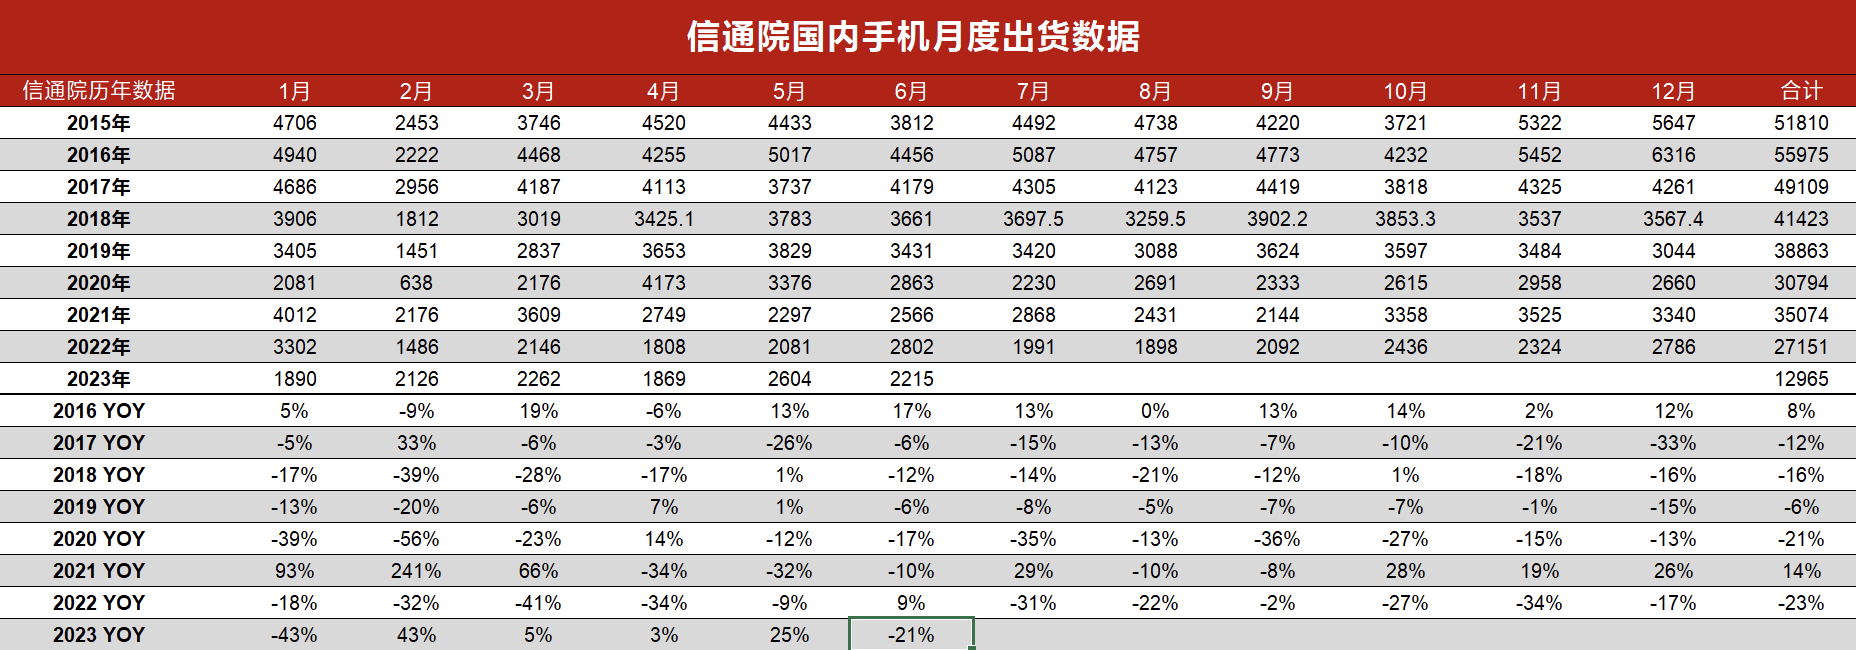 信通院国内手机月度出货数据
信通院历年数据 1月 2月 3月 4月 5月 6月 7月 8月 9月 10月 11月 12月 合计
2015年 4706 2453 3746 4520 4433 3812 4492 4738 4220 3721 5322 5647 51810
2016年 4940 2222 4468 4255 5017 4456 5087 4757 4773 4232 5452 6316 55975
2017年 4686 2956 4187 4113 3737 4179 4305 4123 4419 3818 4325 4261 49109
2018年 3906 1812 3019 3425.1 3783 3661 3697.5 3259.5 3902.2 3853.3 3537 3567.4 41423
2019年 3405 1451 2837 3653 3829 3431 3420 3088 3624 3597 3484 3044 38863
2020年 2081 638 2176 4173 3376 2863 2230 2691 2333 2615 2958 2660 30794
2021年 4012 2176 3609 2749 2297 2566 2868 2431 2144 3358 3525 3340 35074
2022年 3302 1486 2146 1808 2081 2802 1991 1898 2092 2436 2324 2786 27151
2023年 1890 2126 2262 1869 2604 2215 12965
2016 YOY 5% -9% 19% -6% 13% 17% 13% 0% 13% 14% 2% 12% 8%
2017 YOY -5% 33% -6% -3% -26% -6% -15% -13% -7% -10% -21% -33% -12%
2018 YOY -17% -39% -28% -17% 1% -12% -14% -21% -12% 1% -18% -16% -16%
2019 YOY -13% -20% -6% 7% 1% -6% -8% -5% -7% -7% -1% -15% -6%
2020 YOY -39% -56% -23% 14% -12% -17% -35% -13% -36% -27% -15% -13% -21%
2021 YOY 93% 241% 66% -34% -32% -10% 29% -10% -8% 28% 19% 26% 14%
2022 YOY -18% -32% -41% -34% -9% 9% -31% -22% -2% -27% -34% -17% -23%
2023 YOY -43% 43% 5% 3% 25% -21%